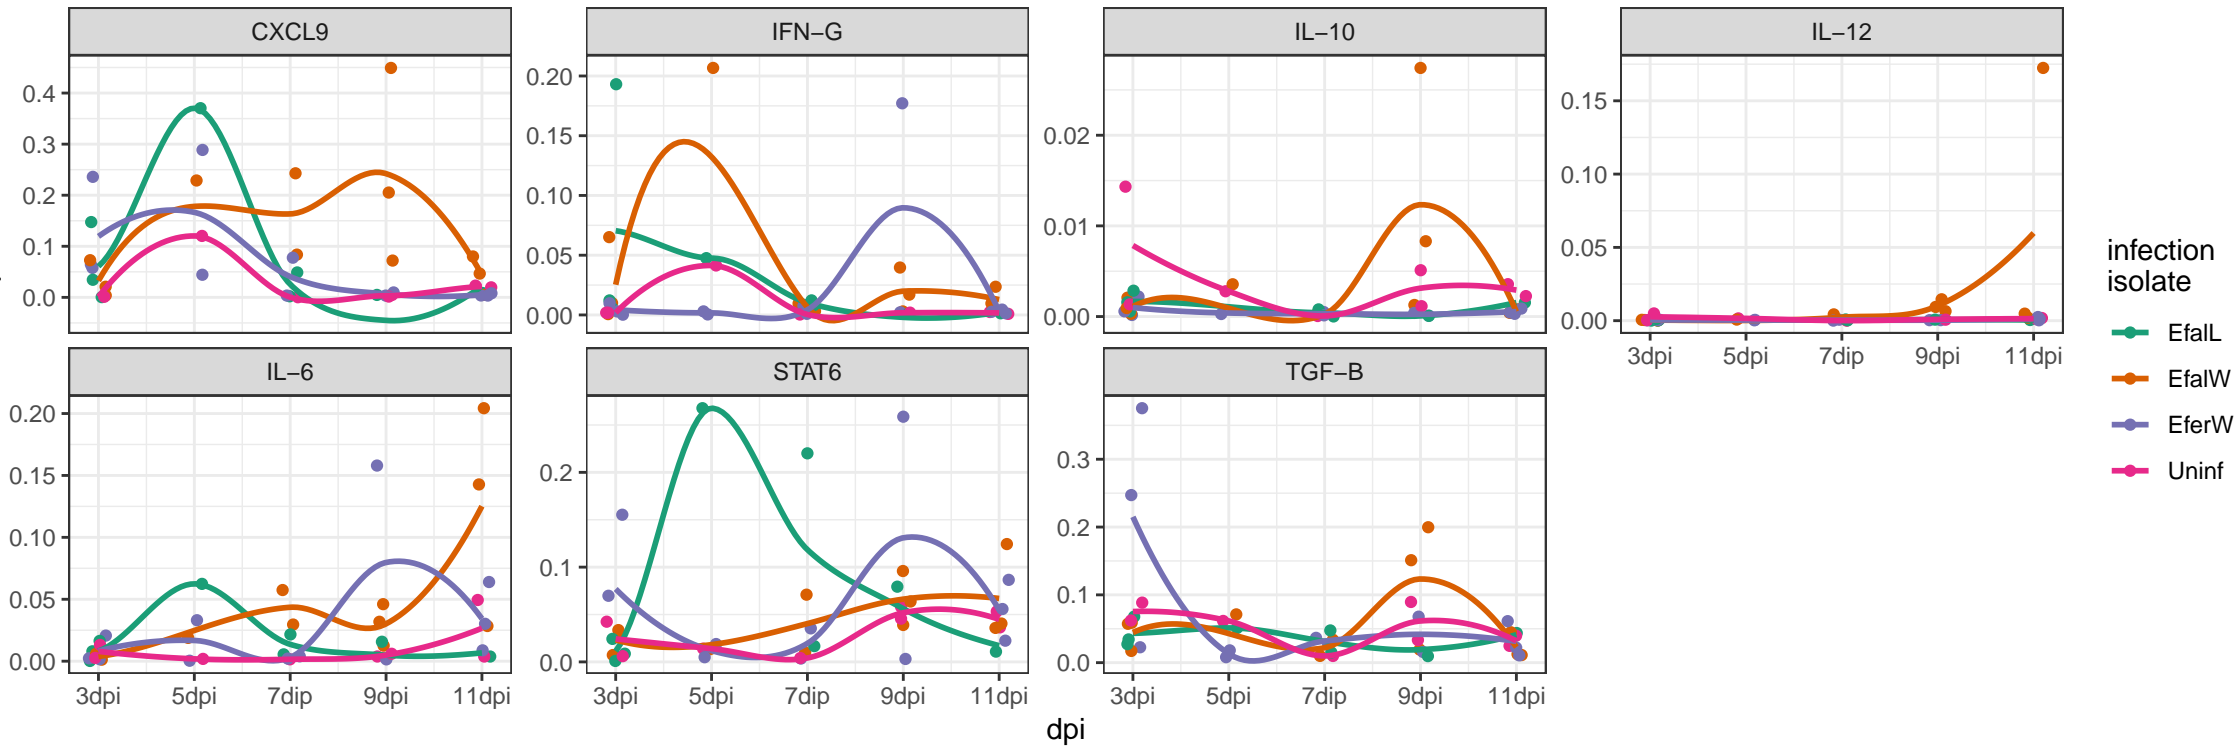 CXCL9
IFN−G
IL−10
IL−12
0.4
0.3
0.2
0.1
0.0
0.20
0.15
0.10
0.05
0.00
0.02
0.01
0.00
0.15
0.10
0.05
0.00
3dpi 5dpi 7dip 9dpi 11dpi
IL−6
STAT6
TGF−B
0.20
0.15
0.10
0.05
0.00
0.2
0.1
0.0
0.3
0.2
0.1
0.0
3dpi 5dpi 7dip 9dpi 11dpi
3dpi 5dpi 7dip 9dpi 11dpi
3dpi 5dpi 7dip 9dpi 11dpi
dpi
infection
isolate
EfalL
EfalW
EferW
Uninf